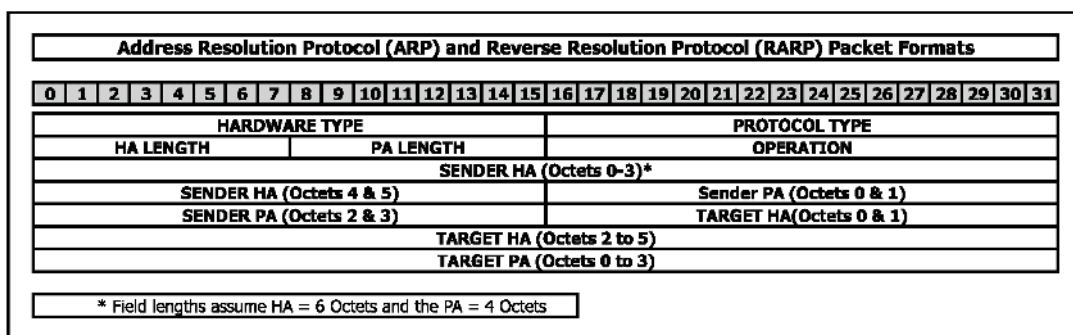 Address Resolution Protocol (ARP) and Reverse Resolution Protocol (RARP) Packet Formats
0 1 2 3 4 5 6 7 8 9 10 11 12 13 14 15 16 17 18 19 20 21 22 23 24 25 26 27 28 29 30 31
HARDWARE TYPE PROTOCOL TYPE
HA LENGTH PA LENGTH OPERATION
SENDER HA (Octets 0-3)*
SENDER HA (Octets 4 & 5) Sender PA (Octets 0 & 1)
SENDER PA (Octets 2 & 3) TARGET HA(Octets 0 & 1)
TARGET HA (Octets 2 to 5)
TARGET PA (Octets 0 to 3)
* Field lengths assume HA = 6 Octets and the PA = 4 Octets